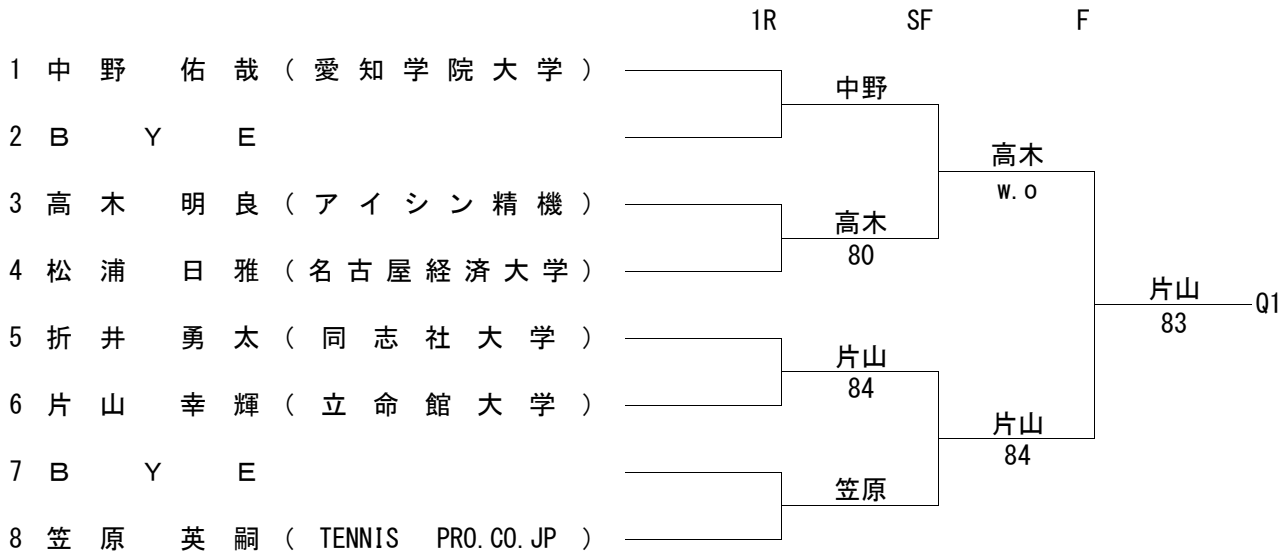 1R SF F
1 中野 佑哉 (愛知学院大学)
中野
2 BYE
高木
w.o
3 高木 明良 (アイシン精機)
高木
80
4 松浦 日雅 (名古屋経済大学)
片山 Q1
83
5 折井 勇太 (同志社大学)
片山
84
6 片山 幸輝 (立命館大学)
片山
84
7 BYE
笠原
8 笠原 英嗣 (TENNIS PRO.CO.JP)